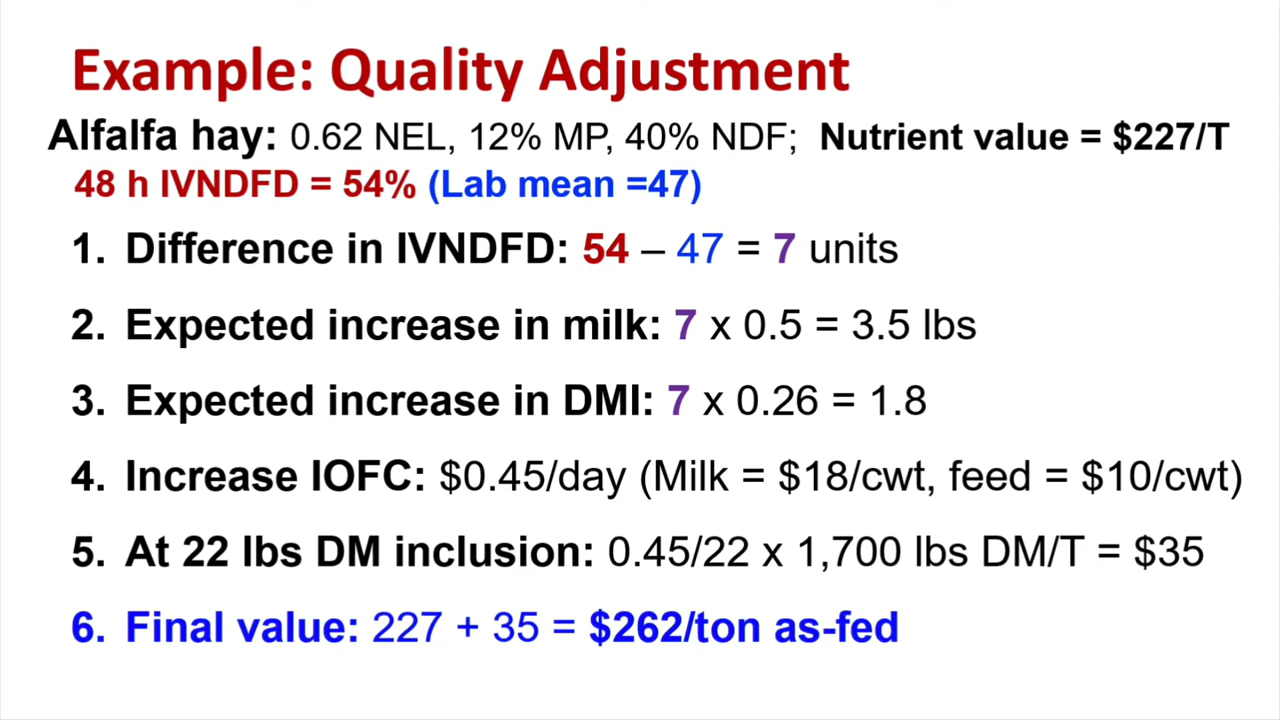 Example: Quality Adjustment
Alfalfa hay: 0.62 NEL, 12% MP, 40% NDF; Nutrient value = $227/T
48 h IVNDFD = 54% (Lab mean =47)
1. Difference in IVNDFD: 54 – 47 = 7 units
2. Expected increase in milk: 7 x 0.5 = 3.5 lbs
3. Expected increase in DMI: 7 x 0.26 = 1.8
4. Increase IOFC: $0.45/day (Milk = $18/cwt, feed = $10/cwt)
5. At 22 lbs DM inclusion: 0.45/22 x 1,700 lbs DM/T = $35
6. Final value: 227 + 35 = $262/ton as-fed